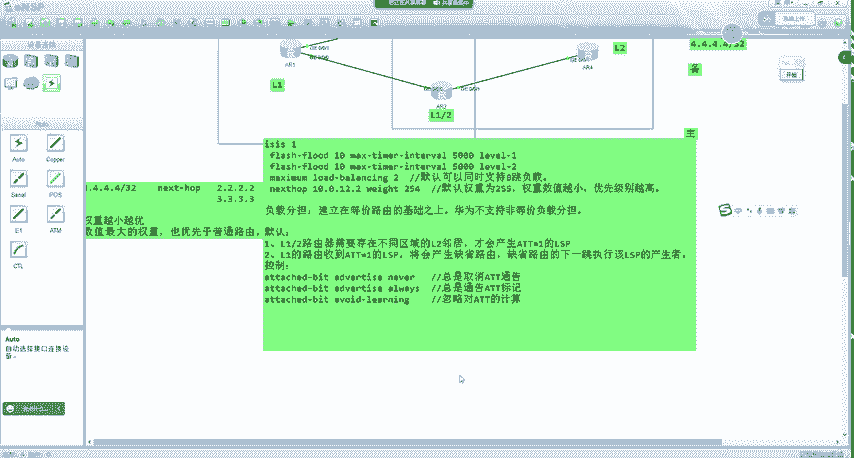 eNSP
AR1
L1
AR2
L1/2
AR4
L2
4.4.4.4/32
备
主
开始
Auto
Copper
Serial
POS
E1
ATM
CTL
Auto
自动选择接口连接设
备。
4.4.4/32 next-hop 2.2.2.2
3.3.3.3
权重越小越优
数值最大的权重，也优先于普通路由。默认：
isis 1
flash-flood 10 max-timer-interval 5000 level-1
flash-flood 10 max-timer-interval 5000 level-2
maximum load-balancing 2 //默认可以同时支持8跳负载。
nexthop 10.0.12.2 weight 254 //默认权重为255，权重数值越小，优先级别越高。
负载分担：建立在等价路由的基础之上。华为不支持非等价负载分担。
1、L1/2路由器需要存在不同区域的L2邻居，才会产生ATT=1的LSP
2、L1的路由收到ATT=1的LSP，将会产生缺省路由，缺省路由的下一跳执行该LSP的产生者。
控制：
attached-bit advertise never //总是取消ATT通告
attached-bit advertise always //总是通告ATT标记
attached-bit avoid-learning //忽略对ATT的计算